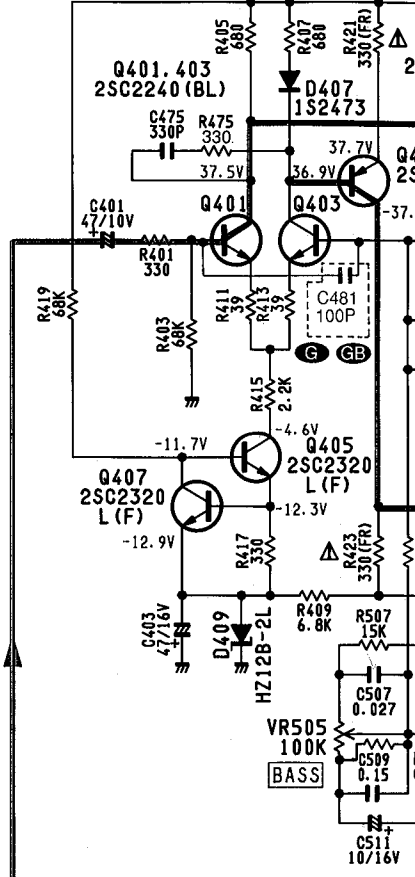 R405
680
R407
680
R421
330(FR)
2
Q401.403
2SC2240(BL)
D407
1S2473
C475
330P
R475
330
37.7V
Q4
2S
37.5V
36.9V
-37.
C401
47/10V
Q401
Q403
R401
330
R419
68K
R403
68K
R411
39
R413
39
C481
100P
G
GB
R415
2.2K
-4.6V
-11.7V
Q405
2SC2320
L(F)
Q407
2SC2320
L(F)
-12.3V
-12.9V
R417
330
R423
330(FR)
C403
47/16V
D409
HZ12B-2L
R409
6.8K
R507
15K
C507
0.027
VR505
100K
BASS
C509
0.15
C511
10/16V